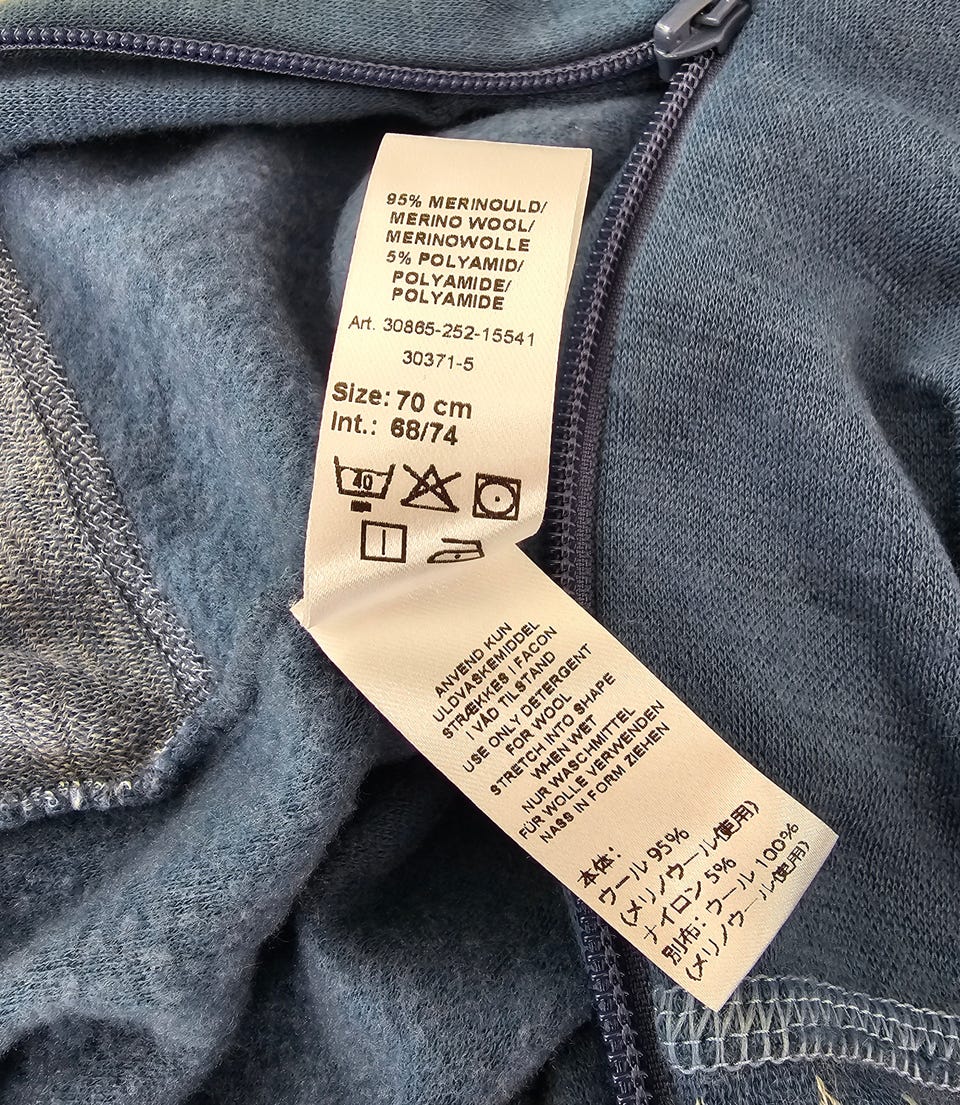 95% MERINOULD/
MERINO WOOL/
MERINOWOLLE
5% POLYAMID/
POLYAMIDE/
POLYAMIDE
Art. 30865-252-15541
30371-5
Size: 70 cm
Int.: 68/74
40
ANVEND KUN
ULDVASKEMIDDEL
STRÆKKES I FACON
I VÅD TILSTAND
USE ONLY DETERGENT
FOR WOOL
STRETCH INTO SHAPE
WHEN WET
NUR WASCHMITTEL
FÜR WOLLE VERWENDEN
NASS IN FORM ZIEHEN
本体:
ウール 95%
(メリノウール使用)
ナイロン 5%
別布: ウール 100%
(メリノウール使用)